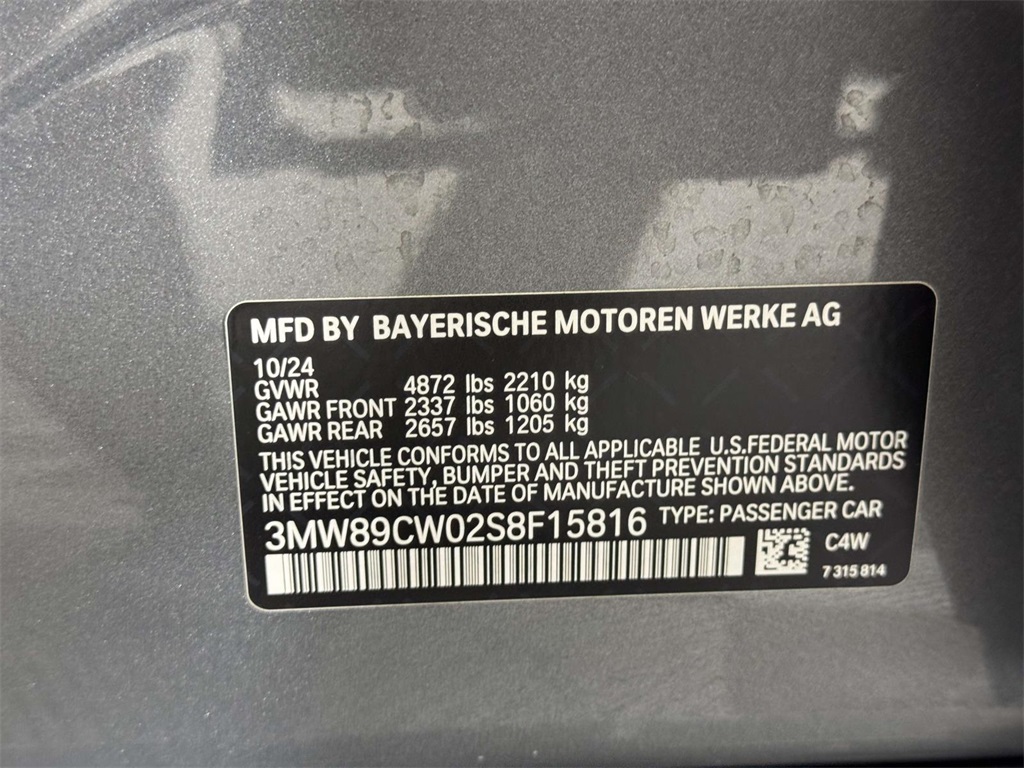 MFD BY BAYERISCHE MOTOREN WERKE AG
10/24
GVWR 4872 lbs 2210 kg
GAWR FRONT 2337 lbs 1060 kg
GAWR REAR 2657 lbs 1205 kg
THIS VEHICLE CONFORMS TO ALL APPLICABLE U.S.FEDERAL MOTOR
VEHICLE SAFETY, BUMPER AND THEFT PREVENTION STANDARDS
IN EFFECT ON THE DATE OF MANUFACTURE SHOWN ABOVE.
3MW89CW02S8F15816 TYPE: PASSENGER CAR
C4W
7 315 814